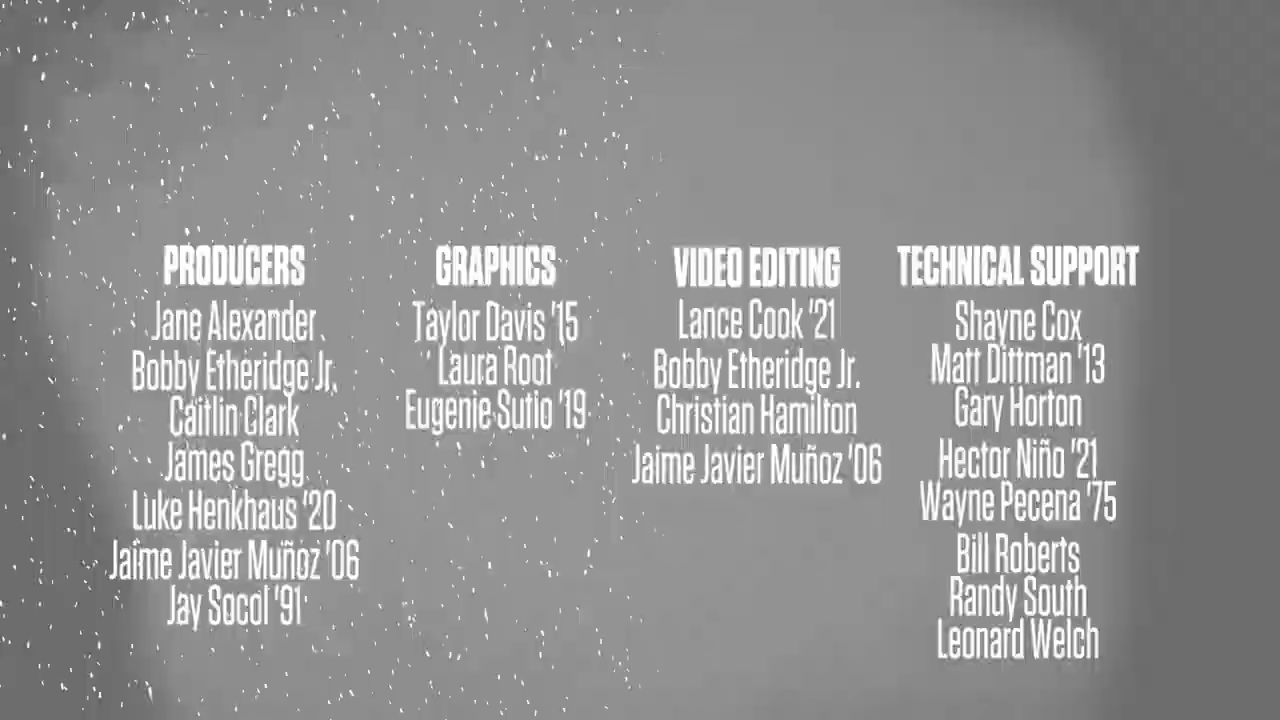 PRODUCERS
Jane Alexander
Bobby Etheridge Jr.
Caitlin Clark
James Gregg
Luke Henkhaus '20
Jaime Javier Muñoz '06
Jay Socol '91
GRAPHICS
Taylor Davis '15
Laura Root
Eugenie Sutio '19
VIDEO EDITING
Lance Cook '21
Bobby Etheridge Jr.
Christian Hamilton
Jaime Javier Muñoz '06
TECHNICAL SUPPORT
Shayne Cox
Matt Dittman '13
Gary Horton
Hector Niño '21
Wayne Pecena '75
Bill Roberts
Randy South
Leonard Welch